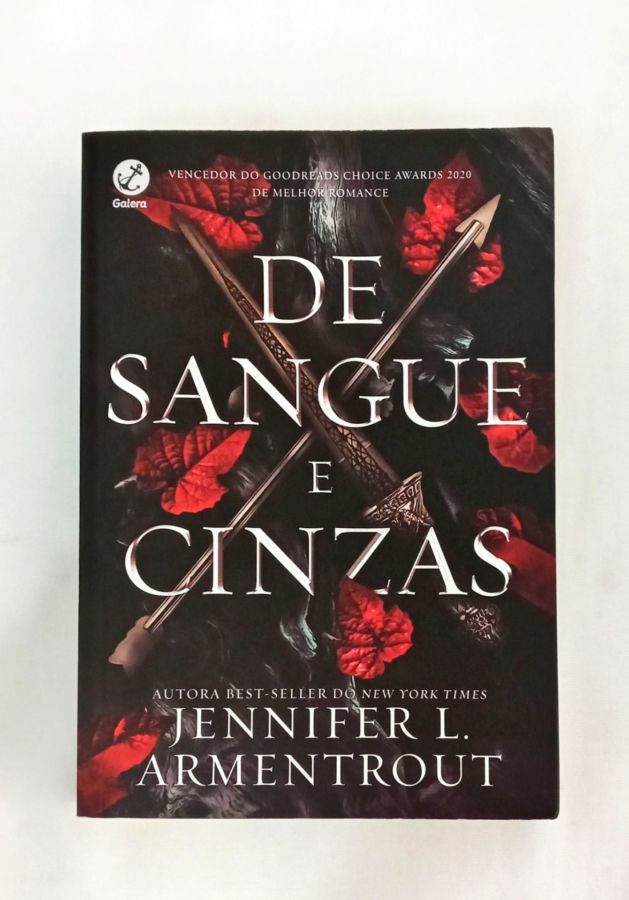 Galera
VENCEDOR DO GOODREADS CHOICE AWARDS 2020
DE MELHOR ROMANCE
DE
SANGUE
E
CINZAS
AUTORA BEST-SELLER DO NEW YORK TIMES
JENNIFER L.
ARMENTROUT